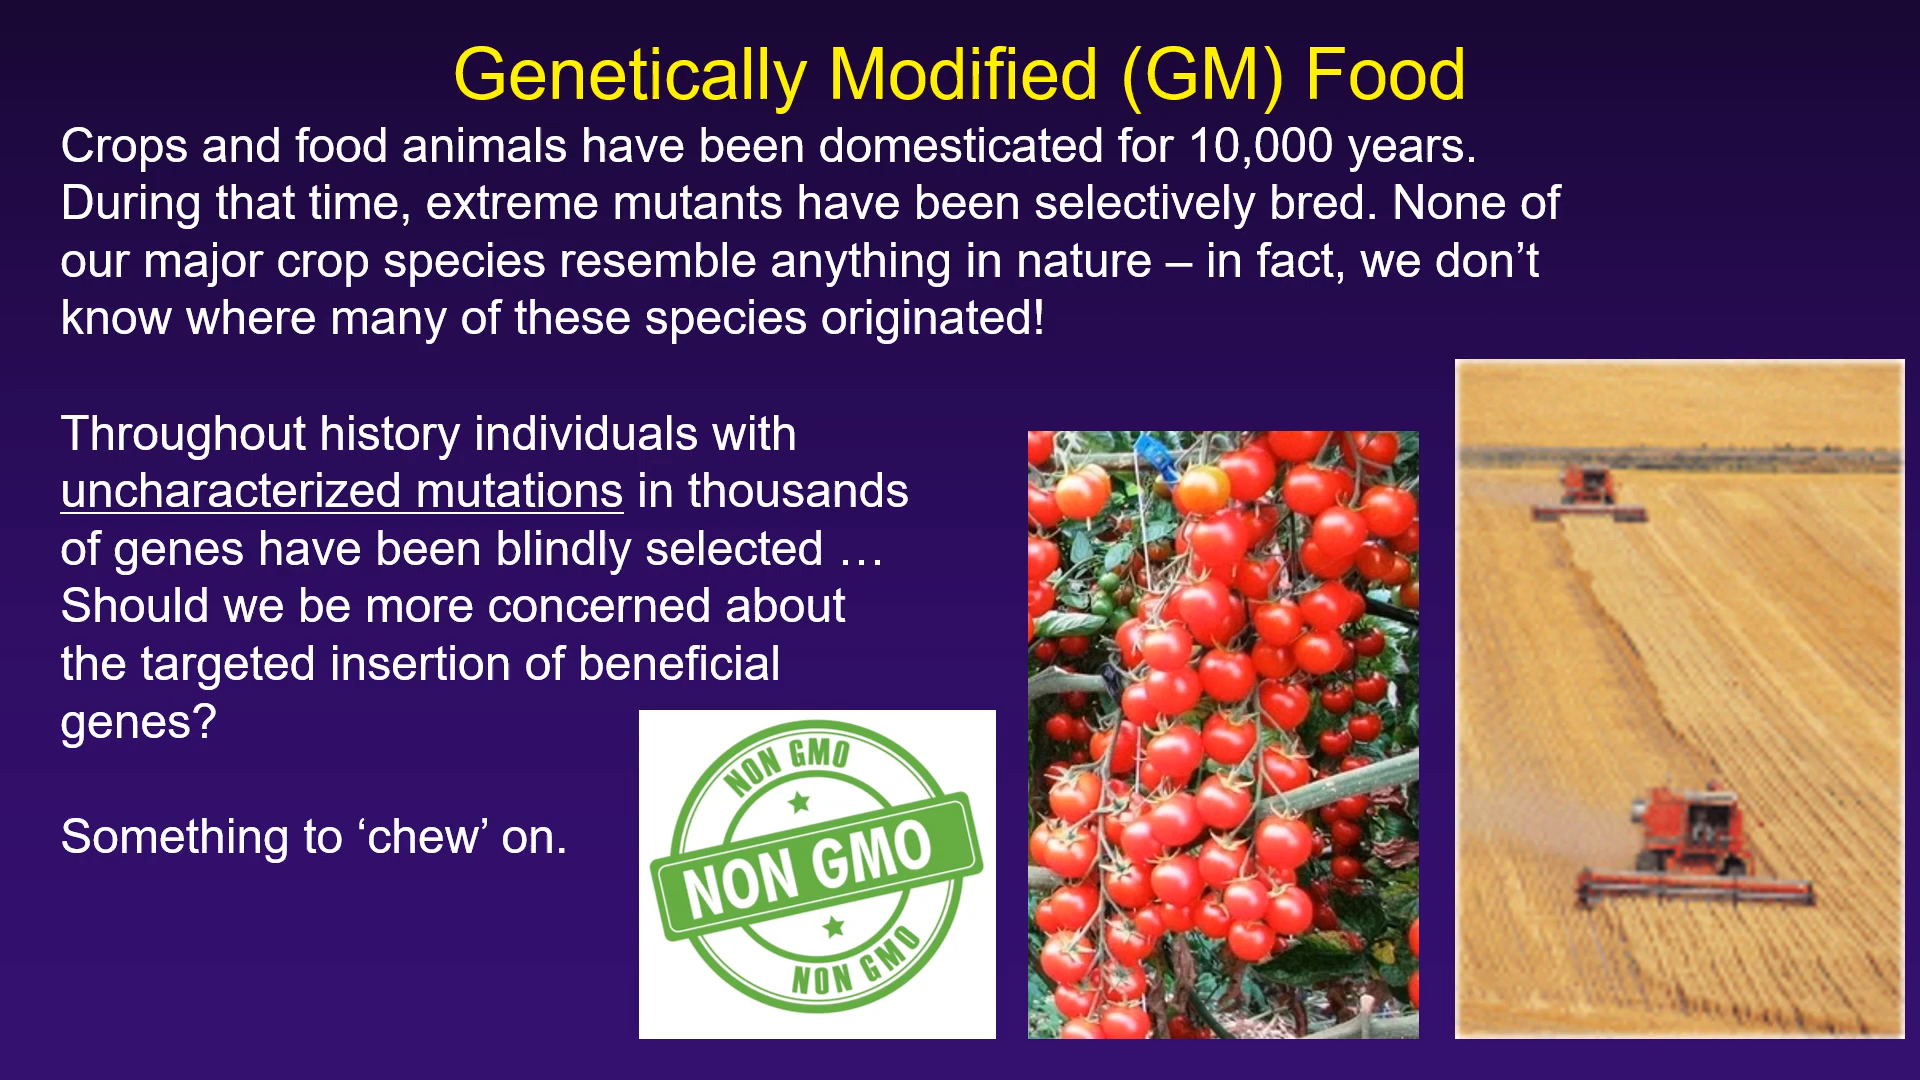 Genetically Modified (GM) Food
Crops and food animals have been domesticated for 10,000 years.
During that time, extreme mutants have been selectively bred. None of
our major crop species resemble anything in nature – in fact, we don’t
know where many of these species originated!
Throughout history individuals with
uncharacterized mutations in thousands
of genes have been blindly selected …
Should we be more concerned about
the targeted insertion of beneficial
genes?
Something to ‘chew’ on.
NON GMO
NON GMO
NON GMO